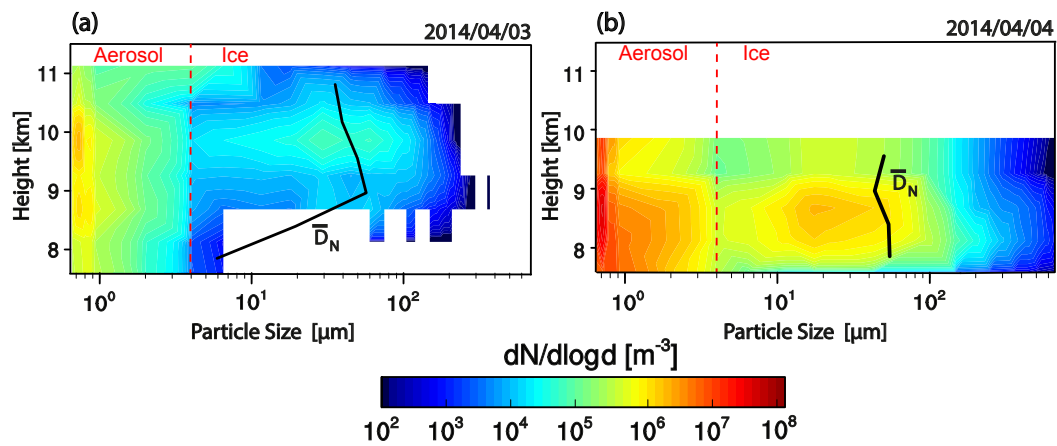 (a) 2014/04/03
Aerosol Ice
11
10
9
8
Height [km]
D̅N
10⁰ 10¹ 10²
Particle Size [µm]
(b) 2014/04/04
Aerosol Ice
11
10
9
8
Height [km]
D̅N
10⁰ 10¹ 10²
Particle Size [µm]
dN/dlogd [m⁻³]
10² 10³ 10⁴ 10⁵ 10⁶ 10⁷ 10⁸